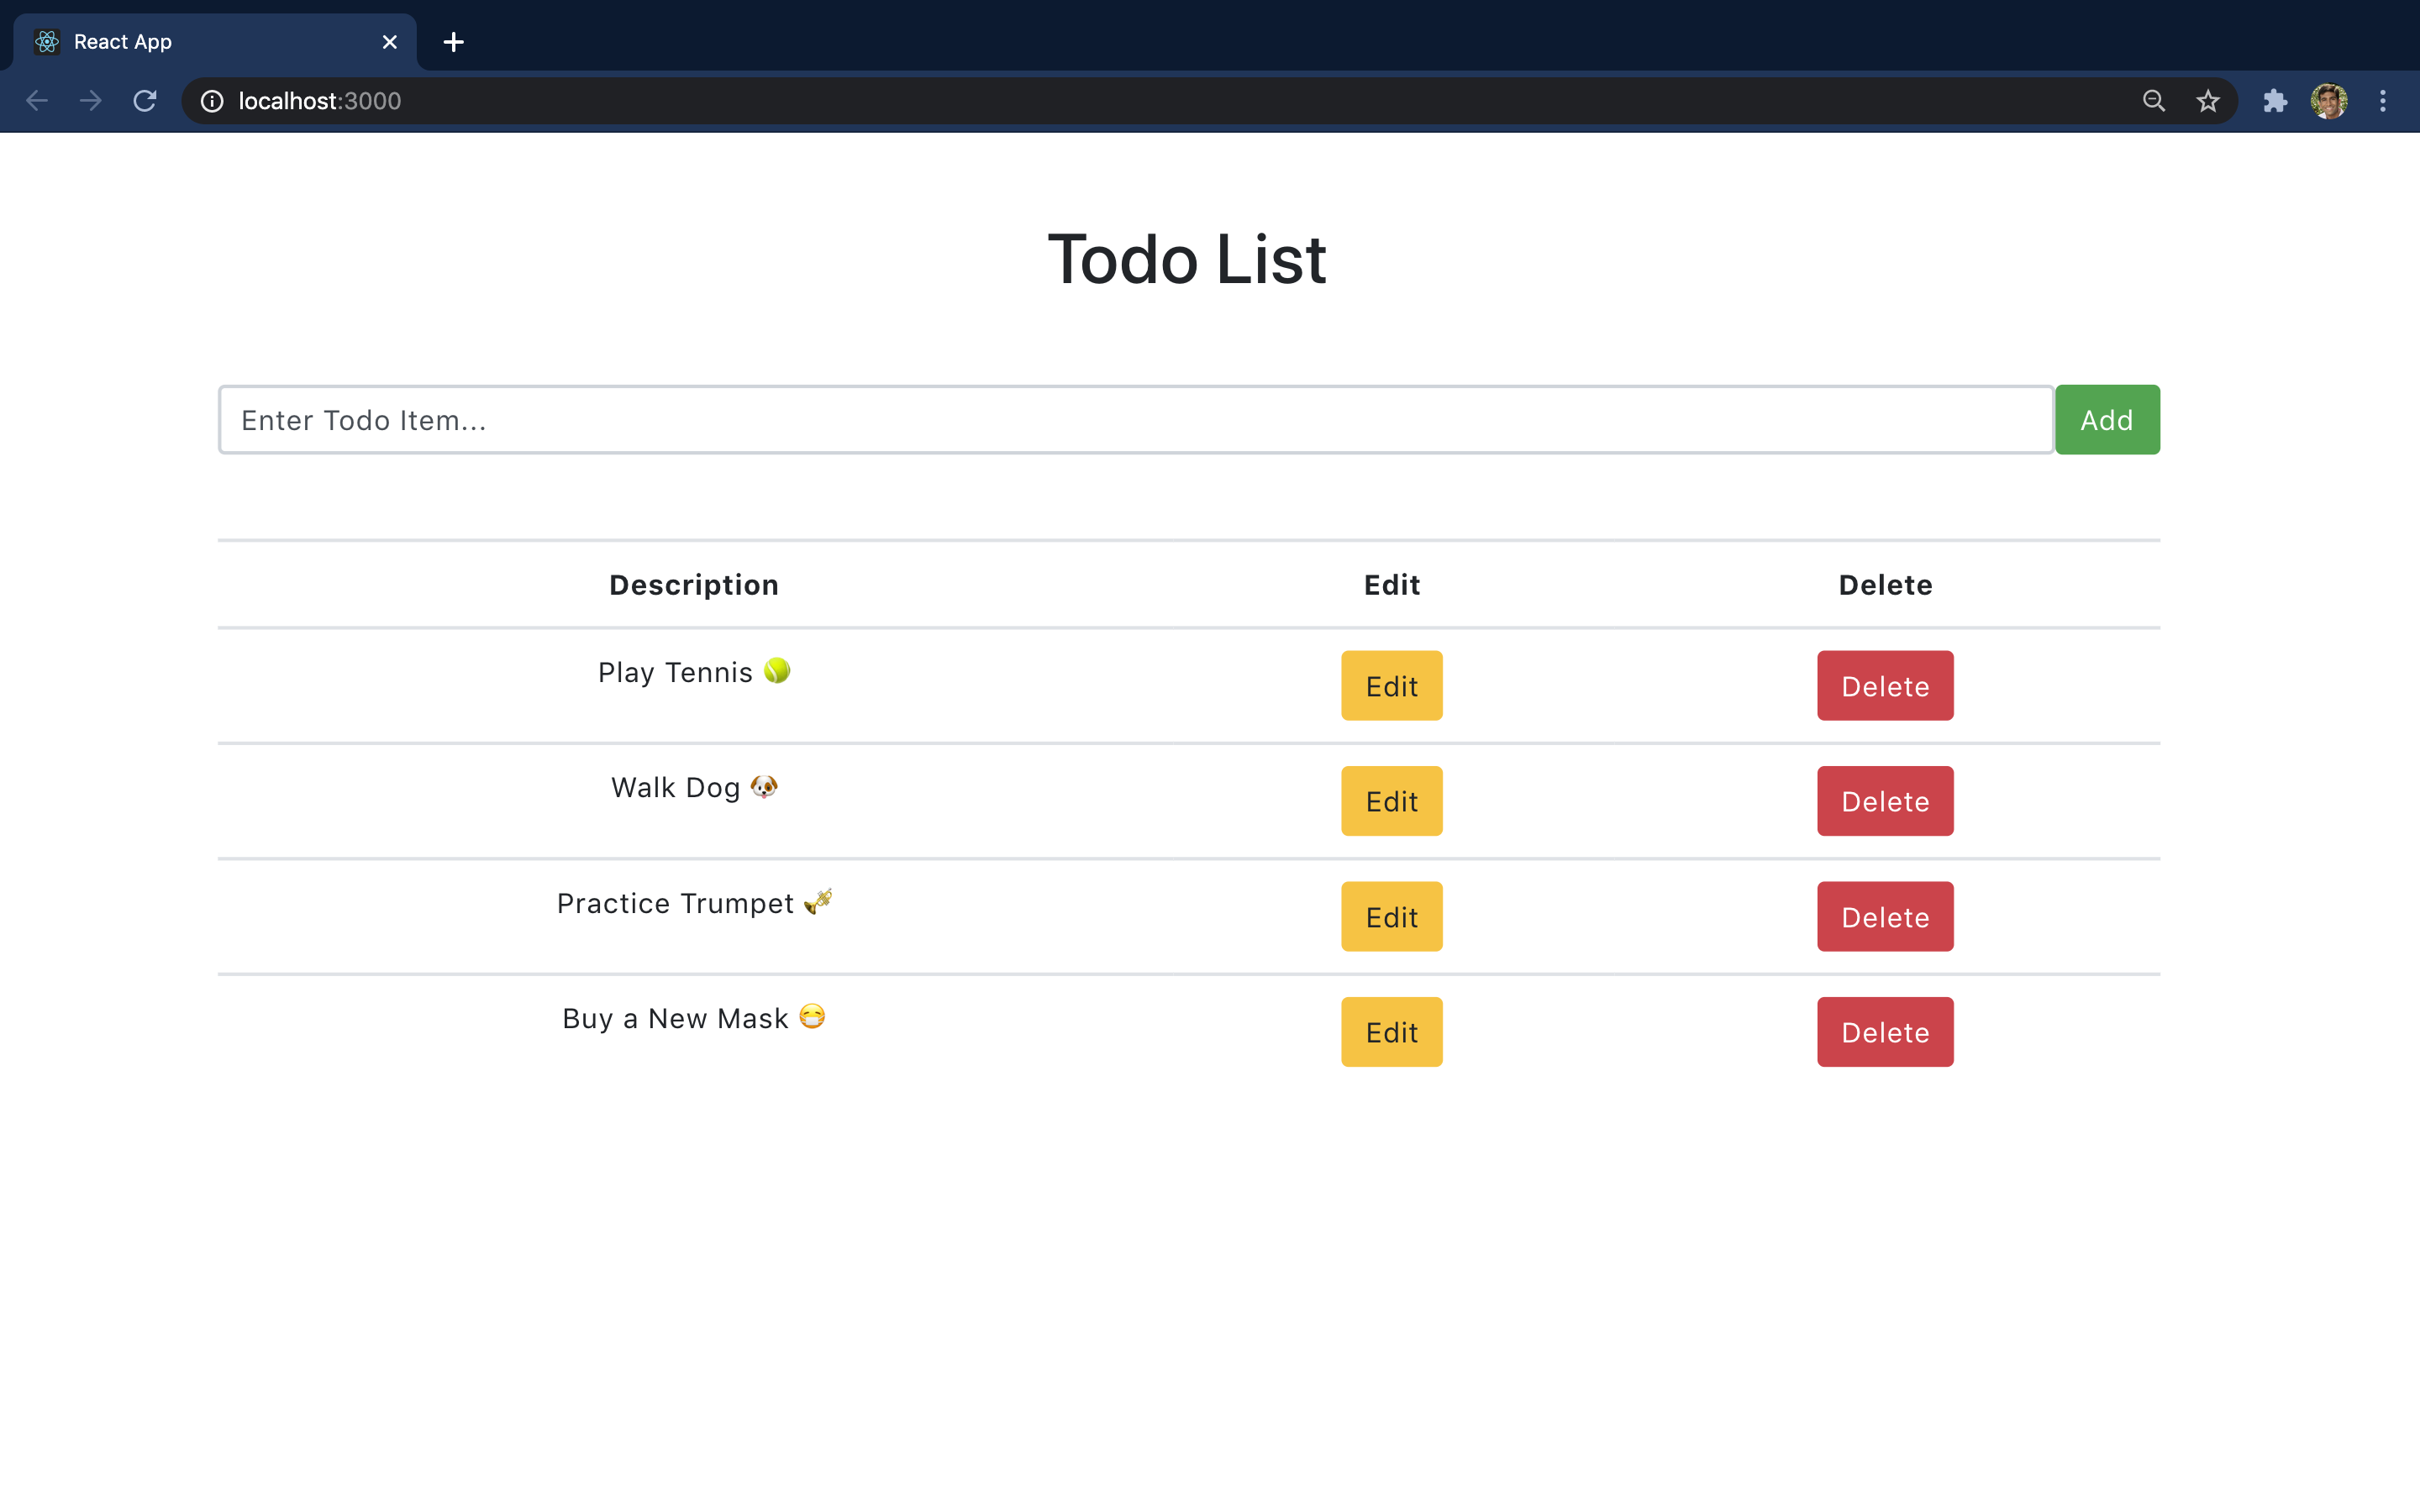 React App
localhost:3000
Todo List
Enter Todo Item...
Add
Description Edit Delete
Play Tennis 🎾 Edit Delete
Walk Dog 🐶 Edit Delete
Practice Trumpet 🎺 Edit Delete
Buy a New Mask 😷 Edit Delete